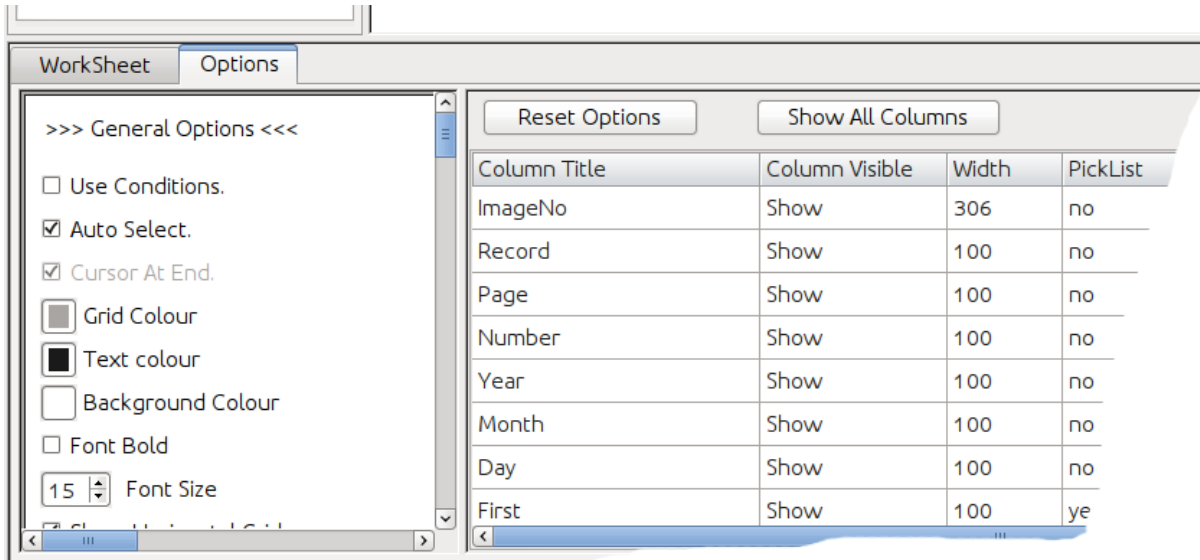 WorkSheet Options
>>> General Options <<<
Use Conditions.
Auto Select.
Cursor At End.
Grid Colour
Text colour
Background Colour
Font Bold
15 Font Size
Reset Options Show All Columns
Column Title Column Visible Width PickList
ImageNo Show 306 no
Record Show 100 no
Page Show 100 no
Number Show 100 no
Year Show 100 no
Month Show 100 no
Day Show 100 no
First Show 100 ye